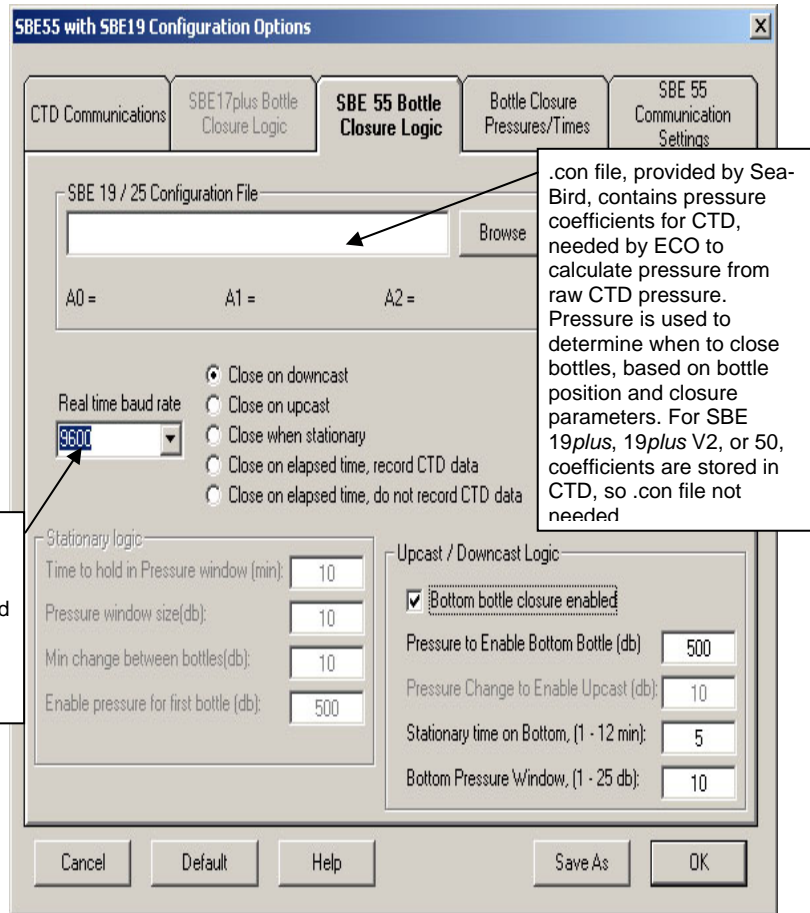 SBE55 with SBE19 Configuration Options
CTD Communications
SBE17plus Bottle
Closure Logic
SBE 55 Bottle
Closure Logic
Bottle Closure
Pressures/Times
SBE 55
Communication
Settings
SBE 19 / 25 Configuration File
Browse
A0 =
A1 =
A2 =
.con file, provided by Sea-
Bird, contains pressure
coefficients for CTD,
needed by ECO to
calculate pressure from
raw CTD pressure.
Pressure is used to
determine when to close
bottles, based on bottle
position and closure
parameters. For SBE
19plus, 19plus V2, or 50,
coefficients are stored in
CTD, so .con file not
needed
Real time baud rate
9600
Close on downcast
Close on upcast
Close when stationary
Close on elapsed time, record CTD data
Close on elapsed time, do not record CTD data
Stationary logic
Time to hold in Pressure window (min): 10
Pressure window size(db): 10
Min change between bottles(db): 10
Enable pressure for first bottle (db): 500
Upcast / Downcast Logic
Bottom bottle closure enabled
Pressure to Enable Bottom Bottle (db) 500
Pressure Change to Enable Upcast (db): 10
Stationary time on Bottom, (1 - 12 min): 5
Bottom Pressure Window, (1 - 25 db): 10
Cancel
Default
Help
Save As
OK